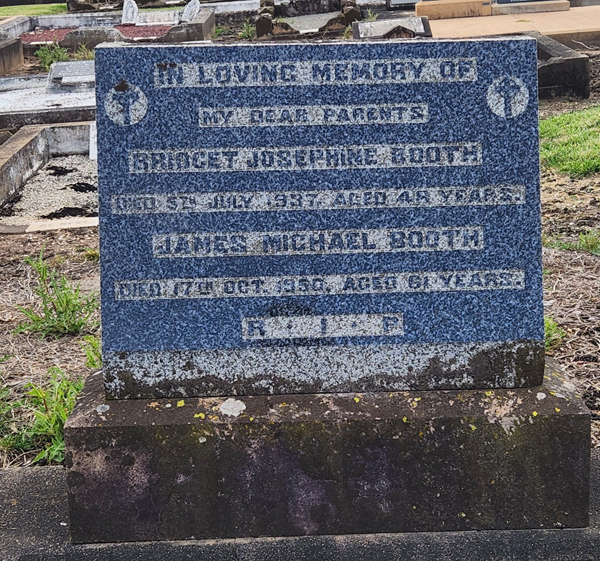 IN LOVING MEMORY OF
MY DEAR PARENTS
BRIDGET JOSEPHINE BOOTH
DIED 5TH JULY 1937, AGED 48 YEARS.
JAMES MICHAEL BOOTH
DIED 17TH OCT. 1950, AGED 61 YEARS.
R · I · P